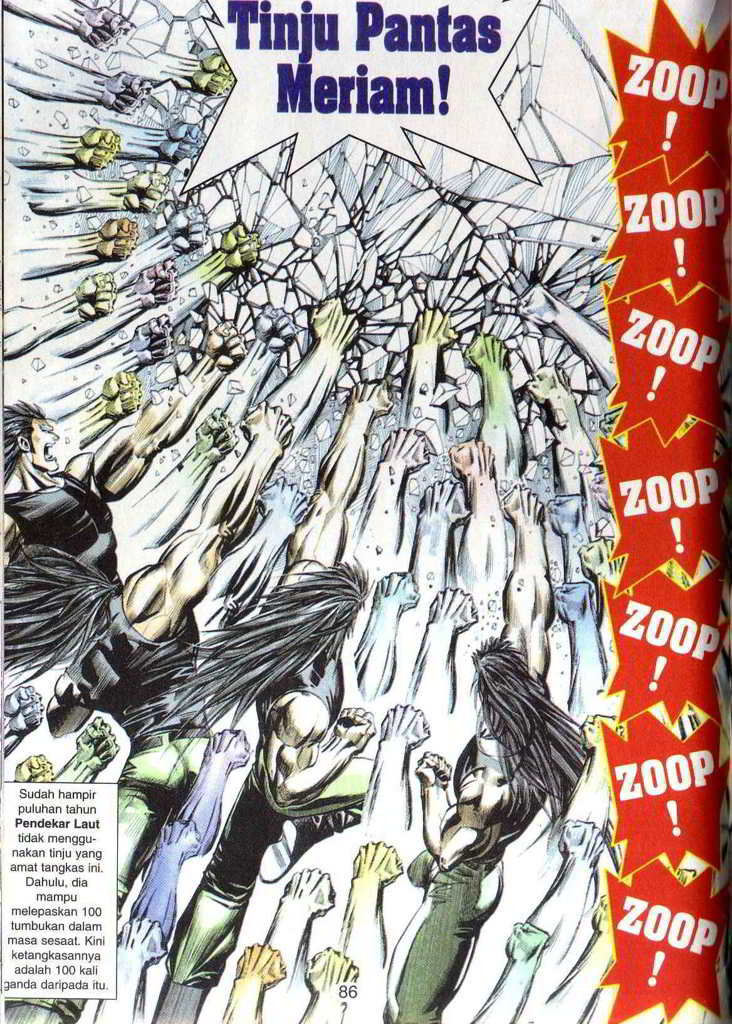 Tinju Pantas
Meriam!
ZOOP
!
ZOOP
!
ZOOP
!
ZOOP
!
ZOOP
!
ZOOP
!
ZOOP
!
Sudah hampir
puluhan tahun
Pendekar Laut
tidak menggu-
nakan tinju yang
amat tangkas ini.
Dahulu, dia
mampu
melepaskan 100
tumbukan dalam
masa sesaat. Kini
ketangkasannya
adalah 100 kali
ganda daripada itu.
86